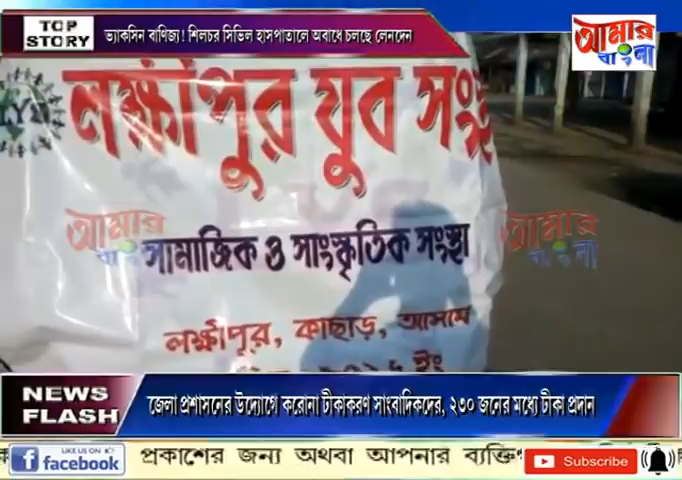 TOP
STORY
ভ্যাকসিন বাণিজ্য! শিলচর সিভিল হাসপাতালে অবাধে চলছে লেনদেন
আমার
বাংলা
লক্ষীপুর যুব সংস্থ
আমার
বাংলা
আমার
বাংলা
সামাজিক ও সাংস্কৃতিক সংস্থা
লক্ষীপুর, কাছাড়, আসাম
ইং
NEWS
FLASH
জেলা প্রশাসনের উদ্যোগে করোনা টীকাকরণ সাংবাদিকদের, ২৩০ জনের মধ্যে টীকা প্রদান
LIKE US ON
facebook
প্রকাশের জন্য অথবা আপনার ব্যক্তি
Subscribe